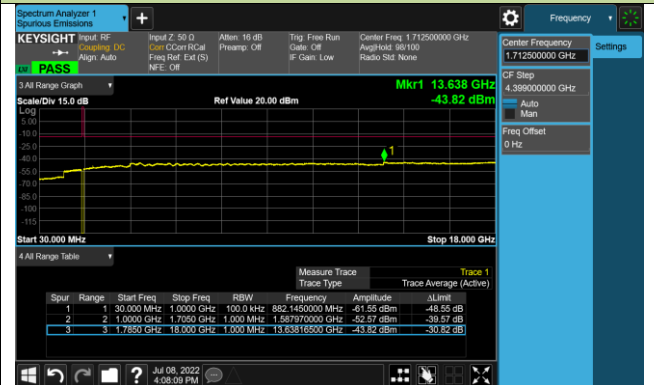 Spectrum Analyzer 1
Spurious Emissions
Frequency
KEYSIGHT
Input: RF
Coupling: DC
Align: Auto
Input Z: 50 Ω
Corr CCorr RCal
Freq Ref: Ext (S)
NFE: Off
Atten: 16 dB
Preamp: Off
Trig: Free Run
Gate: Off
IF Gain: Low
Center Freq: 1.712500000 GHz
Avg|Hold: 98/100
Radio Std: None
PASS
Center Frequency
1.712500000 GHz
Settings
CF Step
4.399000000 GHz
Auto
Man
Freq Offset
0 Hz
3 All Range Graph
Mkr1 13.638 GHz
Scale/Div 15.0 dB
Ref Value 20.00 dBm
-43.82 dBm
Log
5.00
-10.0
-25.0
-40.0
-55.0
-70.0
-85.0
-100
-115
1
Start 30.000 MHz
Stop 18.000 GHz
4 All Range Table
Measure Trace Trace 1
Trace Type Trace Average (Active)
Spur Range Start Freq Stop Freq RBW Frequency Amplitude ΔLimit
1 1 30.000 MHz 1.0000 GHz 100.0 kHz 882.1450000 MHz -61.55 dBm -48.55 dB
2 2 1.0000 GHz 1.7050 GHz 1.000 MHz 1.587970000 GHz -52.57 dBm -39.57 dB
3 3 1.7850 GHz 18.000 GHz 1.000 MHz 13.63816500 GHz -43.82 dBm -30.82 dB
Jul 08, 2022
4:08:09 PM